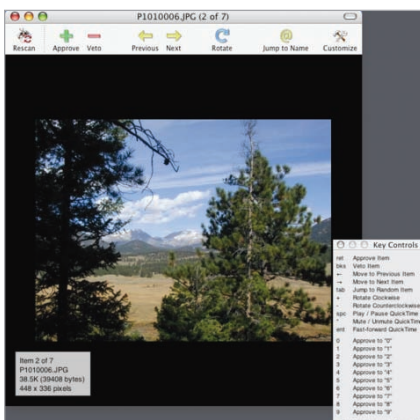 P1010006.JPG (2 of 7)
Rescan Approve Veto Previous Next Rotate Jump to Name Customize
Key Controls
ret Approve Item
bks Veto Item
← Move to Previous Item
→ Move to Next Item
tab Jump to Random Item
+ Rotate Clockwise
- Rotate Counterclockwise
spc Play / Pause QuickTime
* Mute / Unmute QuickTime
ent Fast-forward QuickTime
0 Approve to "0"
1 Approve to "1"
2 Approve to "2"
3 Approve to "3"
4 Approve to "4"
5 Approve to "5"
6 Approve to "6"
7 Approve to "7"
8 Approve to "8"
9 Approve to "9"
Item 2 of 7
P1010006.JPG
38.5K (39408 bytes)
448 x 336 pixels